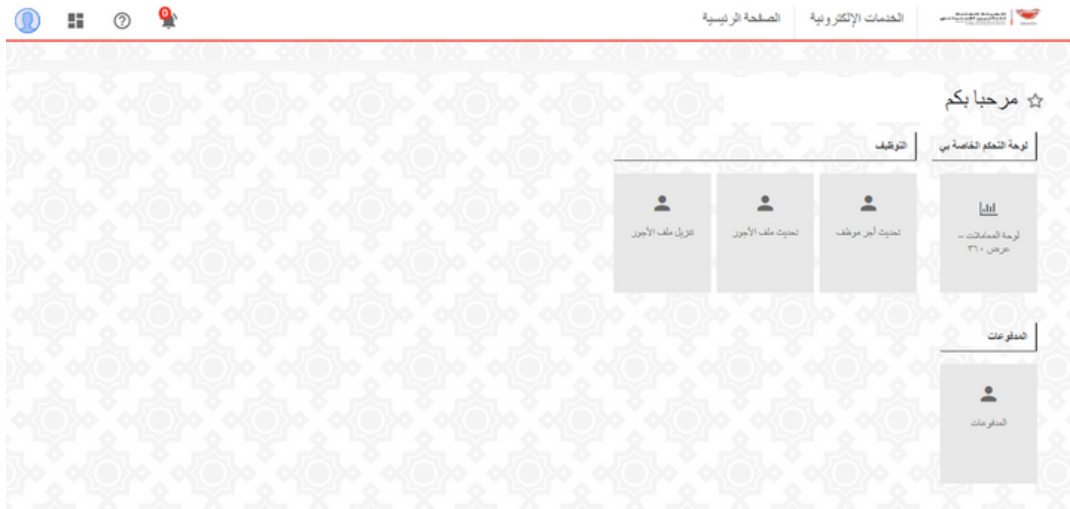 الخدمات الإلكترونية
الصفحة الرئيسية
0
مرحبا بكم
لوحة التحكم الخاصة بي
لوحة المعاملات –
عرض ٣٦٠
التوظيف
تحديث أجر موظف
تحديث ملف الأجور
تنزيل ملف الأجور
المدفوعات
المدفوعات